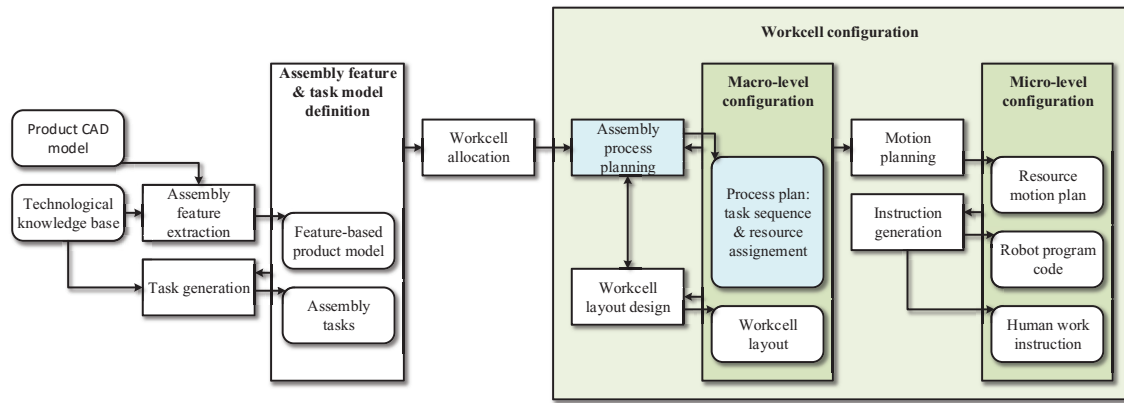 Workcell configuration
Assembly feature
& task model
definition
Macro-level
configuration
Micro-level
configuration
Product CAD
model
Workcell
allocation
Assembly
process
planning
Motion
planning
Technological
knowledge base
Assembly
feature
extraction
Feature-based
product model
Process plan:
task sequence
& resource
assignement
Resource
motion plan
Instruction
generation
Robot program
code
Task generation
Assembly
tasks
Workcell
layout design
Workcell
layout
Human work
instruction